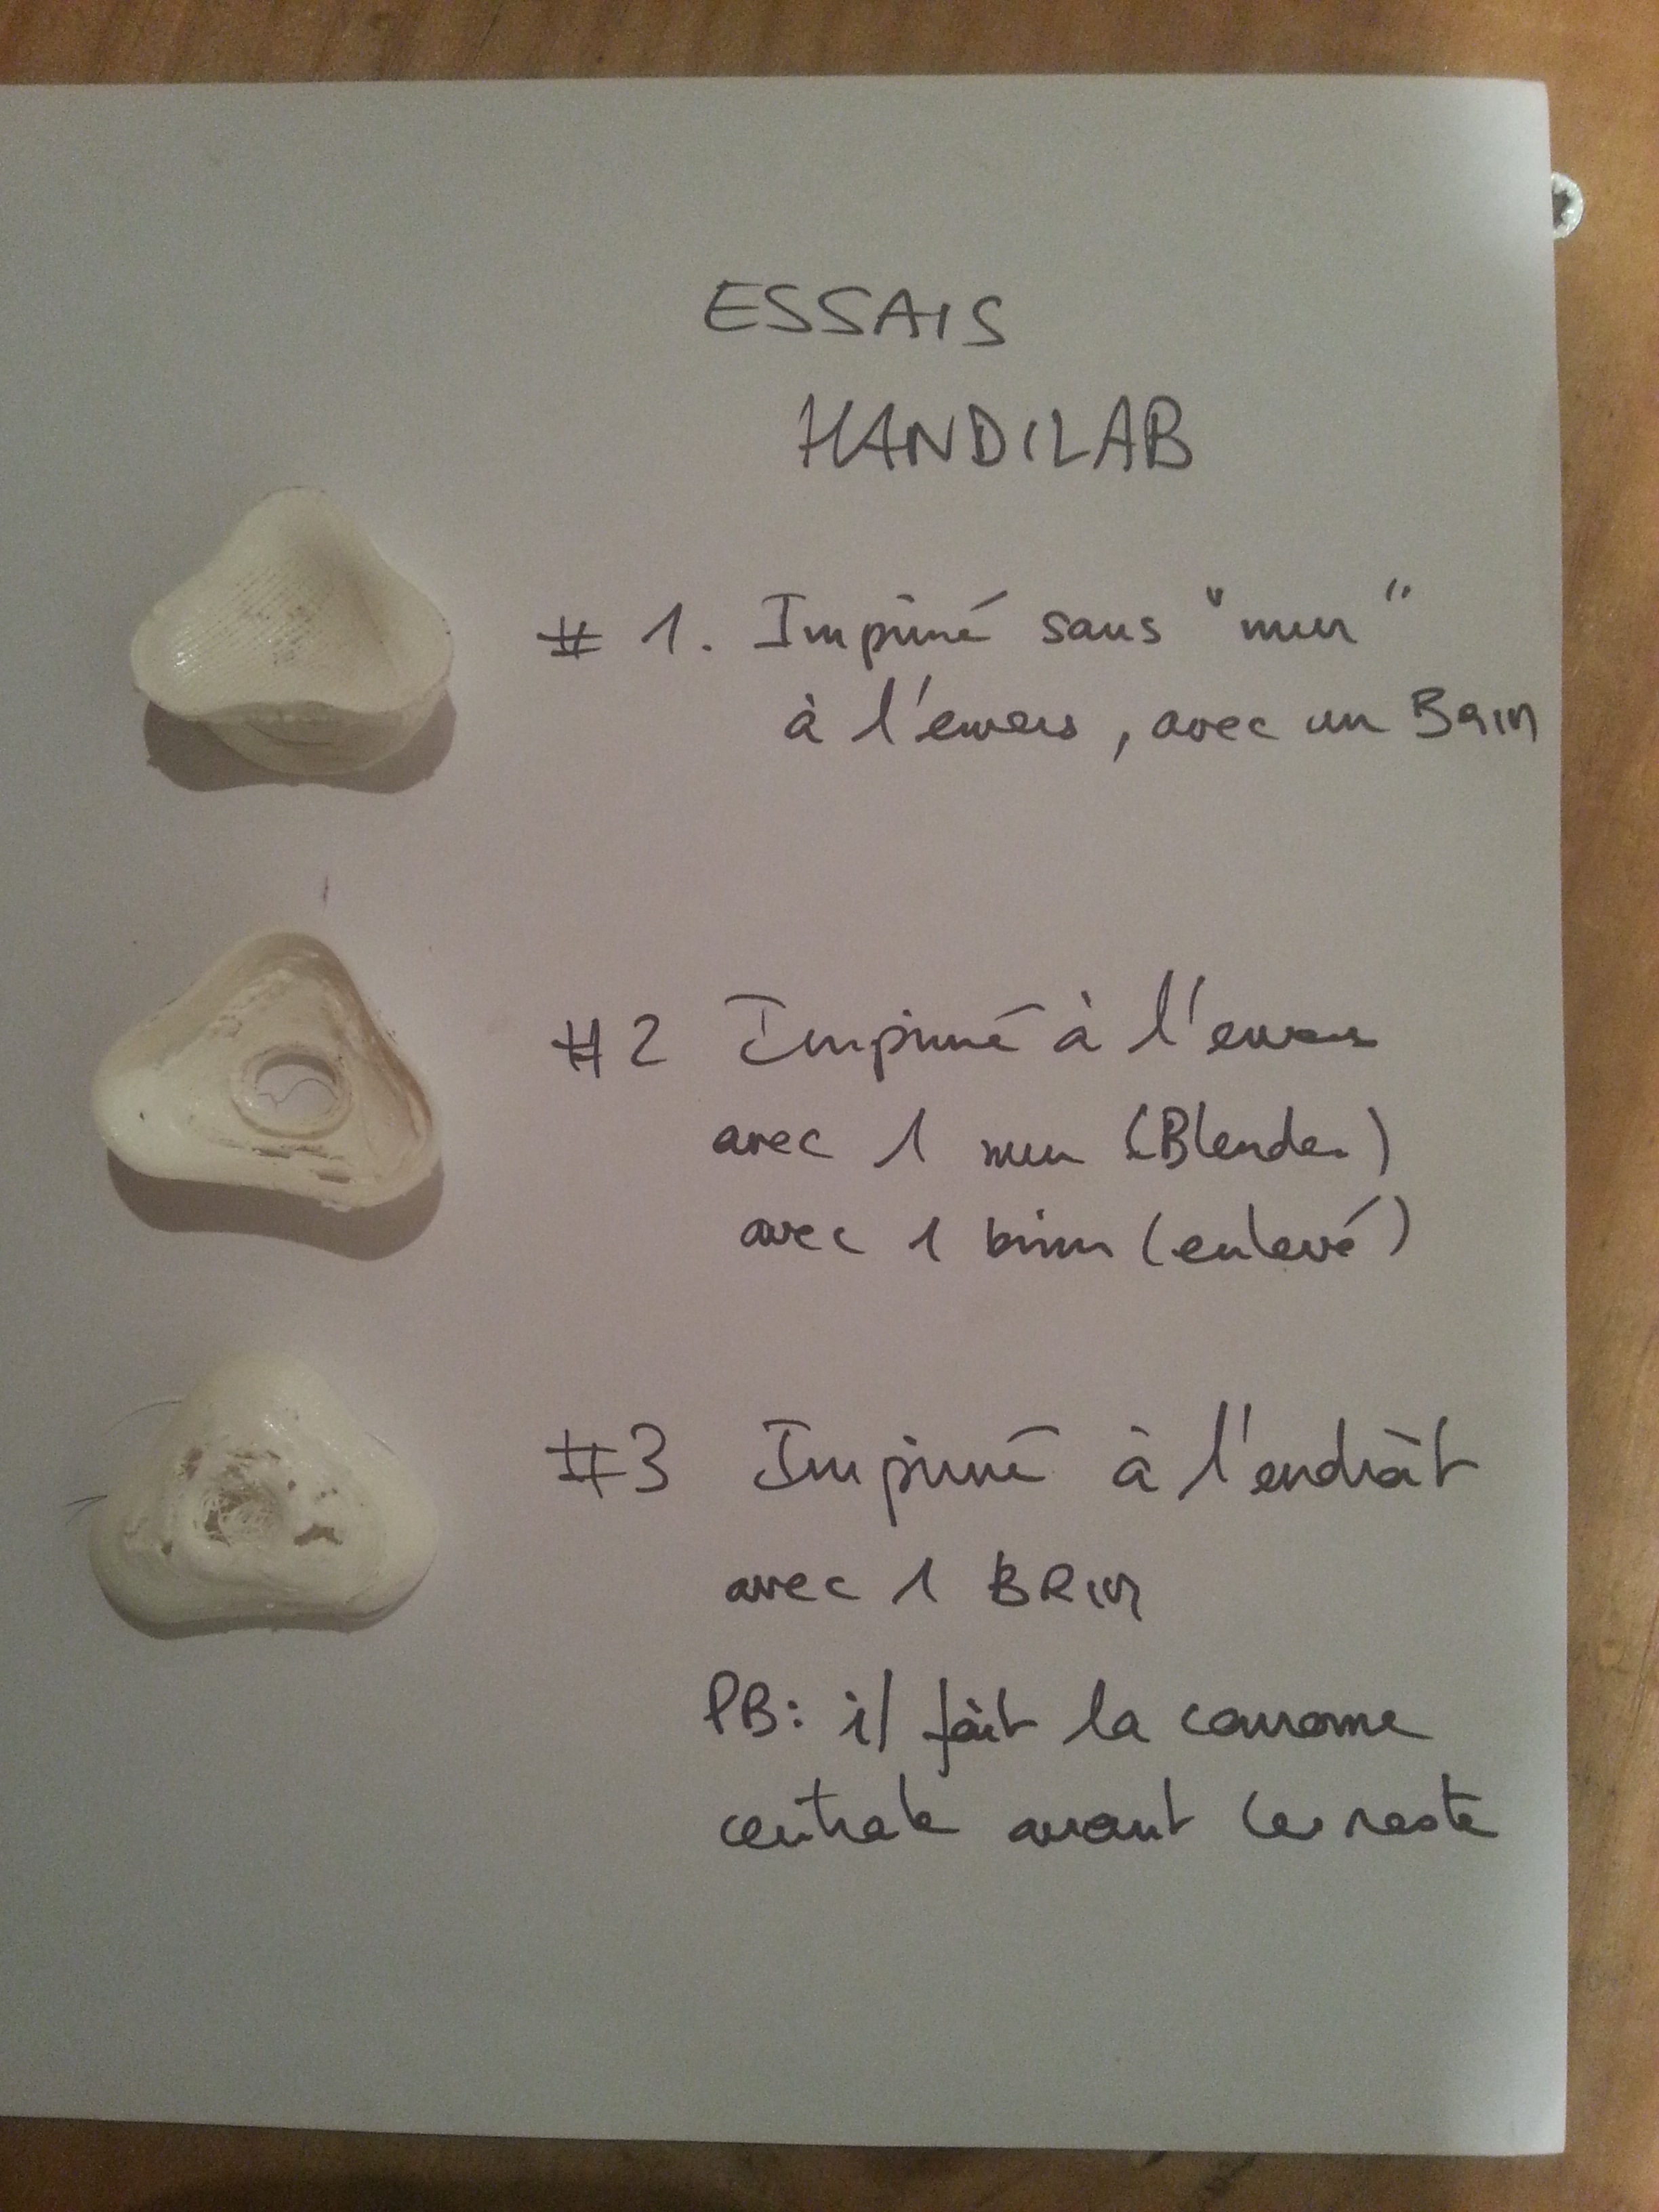 ESSAIS
HANDILAB
# 1. Imprimé sans "mur"
à l'envers, avec un Brim
#2 Imprimé à l'envers
avec 1 mur (Blender)
avec 1 brim (enlevé)
#3 Imprimé à l'endroit
avec 1 BRIM
PB: il fait la couronne
centrale avant le reste